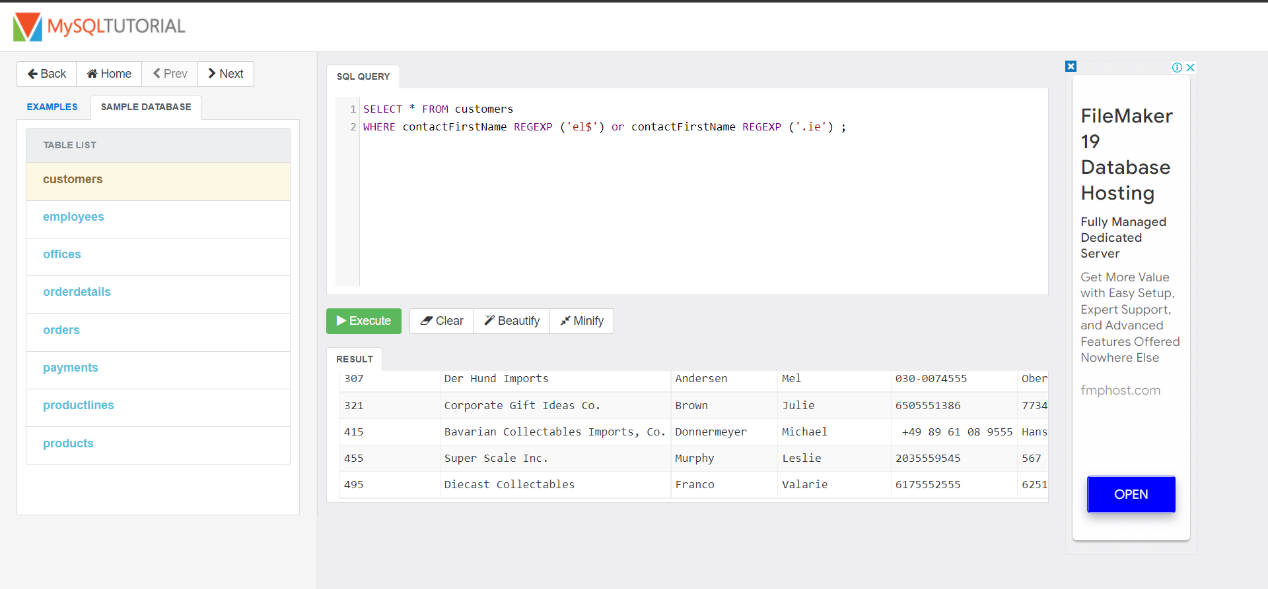 MySQLTUTORIAL
Back Home Prev Next
EXAMPLES SAMPLE DATABASE
TABLE LIST
customers
employees
offices
orderdetails
orders
payments
productlines
products
SQL QUERY
1 SELECT * FROM customers
2 WHERE contactFirstName REGEXP ('el$') or contactFirstName REGEXP ('.ie') ;
Execute Clear Beautify Minify
RESULT
307 Der Hund Imports Andersen Mel 030-0074555 Ober
321 Corporate Gift Ideas Co. Brown Julie 6505551386 7734
415 Bavarian Collectables Imports, Co. Donnermeyer Michael +49 89 61 08 9555 Hans
455 Super Scale Inc. Murphy Leslie 2035559545 567
495 Diecast Collectables Franco Valarie 6175552555 6251
FileMaker
19
Database
Hosting
Fully Managed
Dedicated
Server
Get More Value
with Easy Setup,
Expert Support,
and Advanced
Features Offered
Nowhere Else
fmphost.com
OPEN